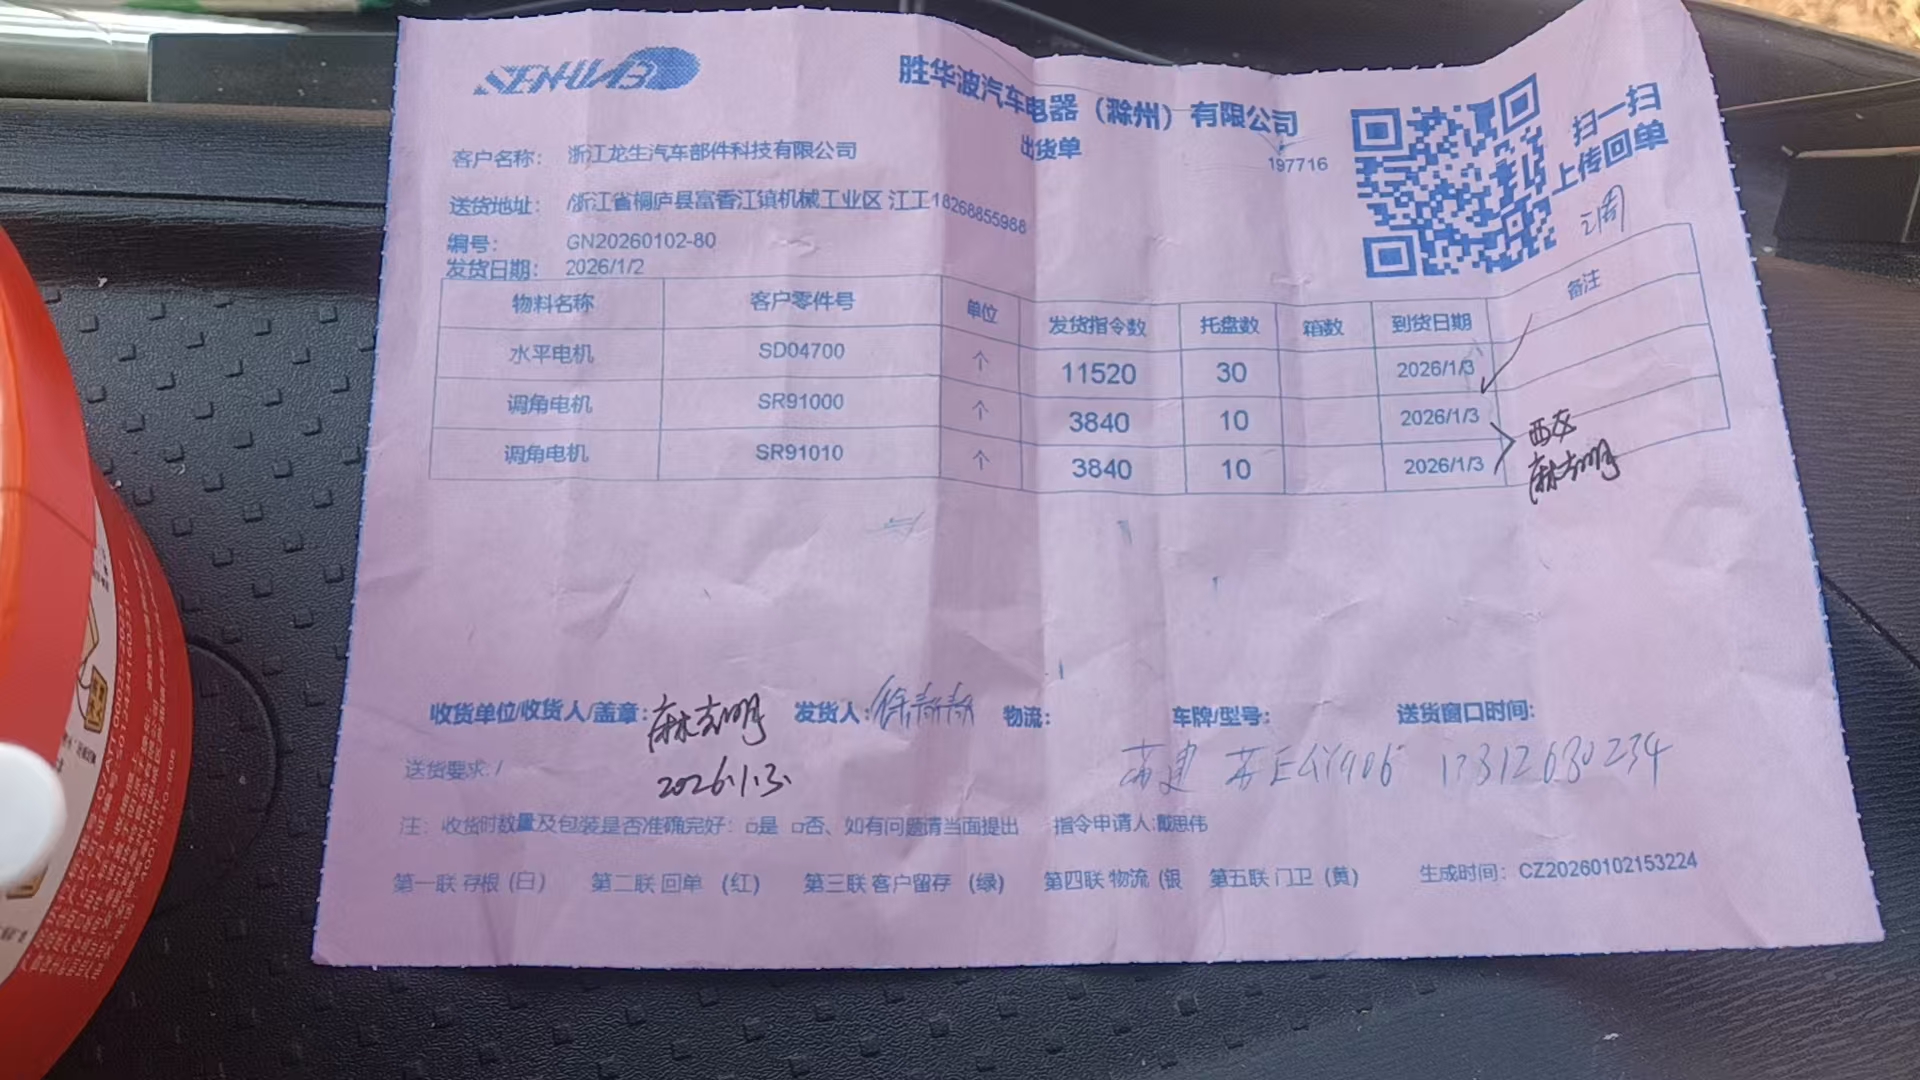 SENHUAB
胜华波汽车电器（滁州）有限公司
出货单
197716
扫一扫
上传回单
客户名称： 浙江龙生汽车部件科技有限公司
送货地址： 浙江省桐庐县富香江镇机械工业区 江工18268855988
编号： GN20260102-80
发货日期： 2026/1/2
物料名称 客户零件号 单位 发货指令数 托盘数 箱数 到货日期 备注
水平电机 SD04700 个 11520 30 2026/1/3
调角电机 SR91000 个 3840 10 2026/1/3
调角电机 SR91010 个 3840 10 2026/1/3
麻志明
收货单位/收货人/盖章：麻志明 发货人： 物流： 车牌/型号： 送货窗口时间：
送货要求：/ 2026.1.3.
注： 收货时数量及包装是否准确完好：□是 □否、如有问题请当面提出 指令申请人:戴思伟
第一联 存根（白） 第二联 回单 （红） 第三联 客户留存 （绿） 第四联 物流（银 第五联 门卫（黄） 生成时间：CZ20260102153224